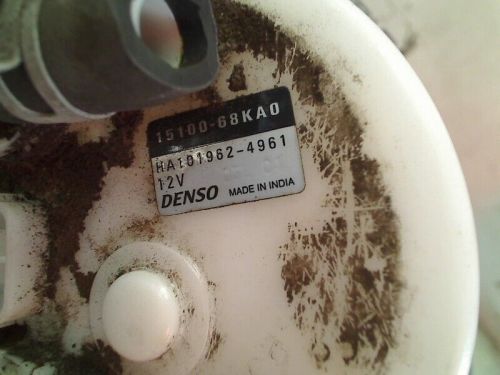 15100-68KA0
HA101962-4961
12V
DENSO MADE IN INDIA